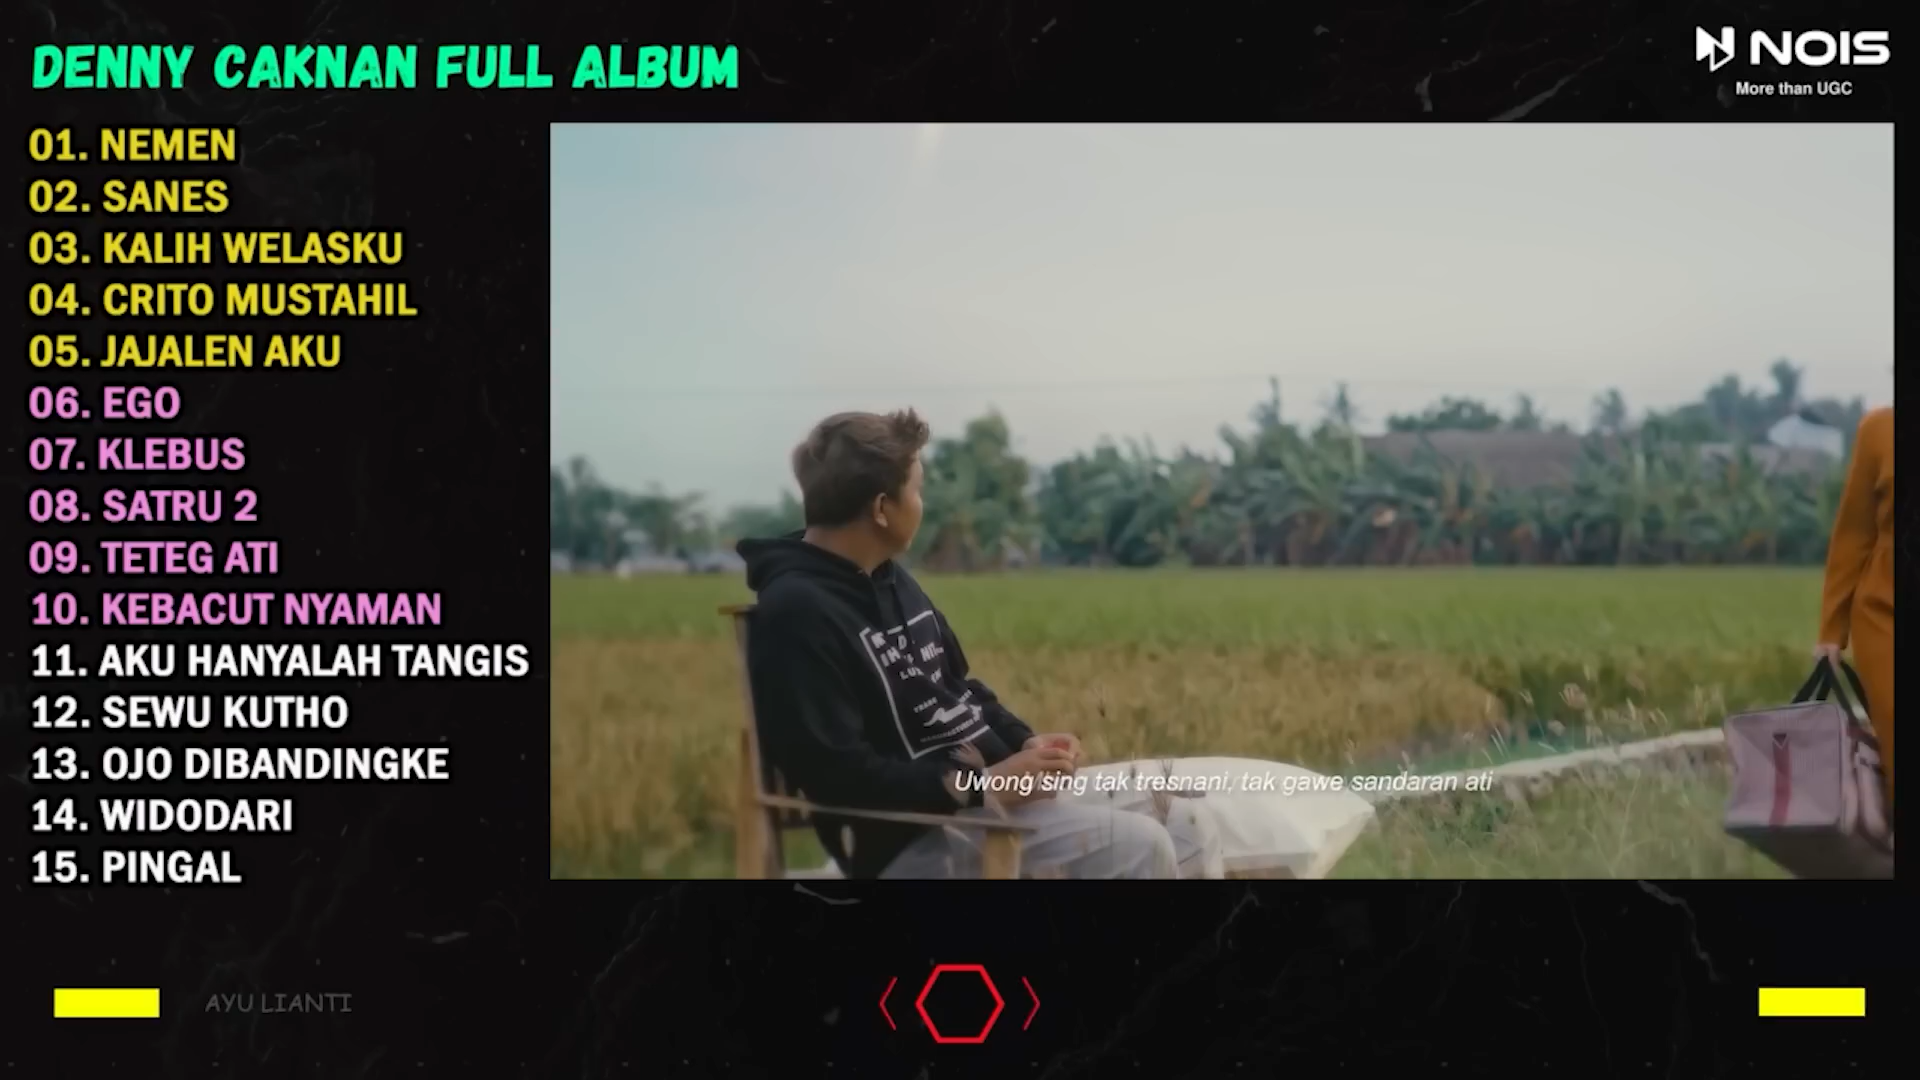 DENNY CAKNAN FULL ALBUM
NOIS
More than UGC
01. NEMEN
02. SANES
03. KALIH WELASKU
04. CRITO MUSTAHIL
05. JAJALEN AKU
06. EGO
07. KLEBUS
08. SATRU 2
09. TETEG ATI
10. KEBACUT NYAMAN
11. AKU HANYALAH TANGIS
12. SEWU KUTHO
13. OJO DIBANDINGKE
14. WIDODARI
15. PINGAL
Uwong sing tak tresnani, tak gawe sandaran ati
AYU LIANTI